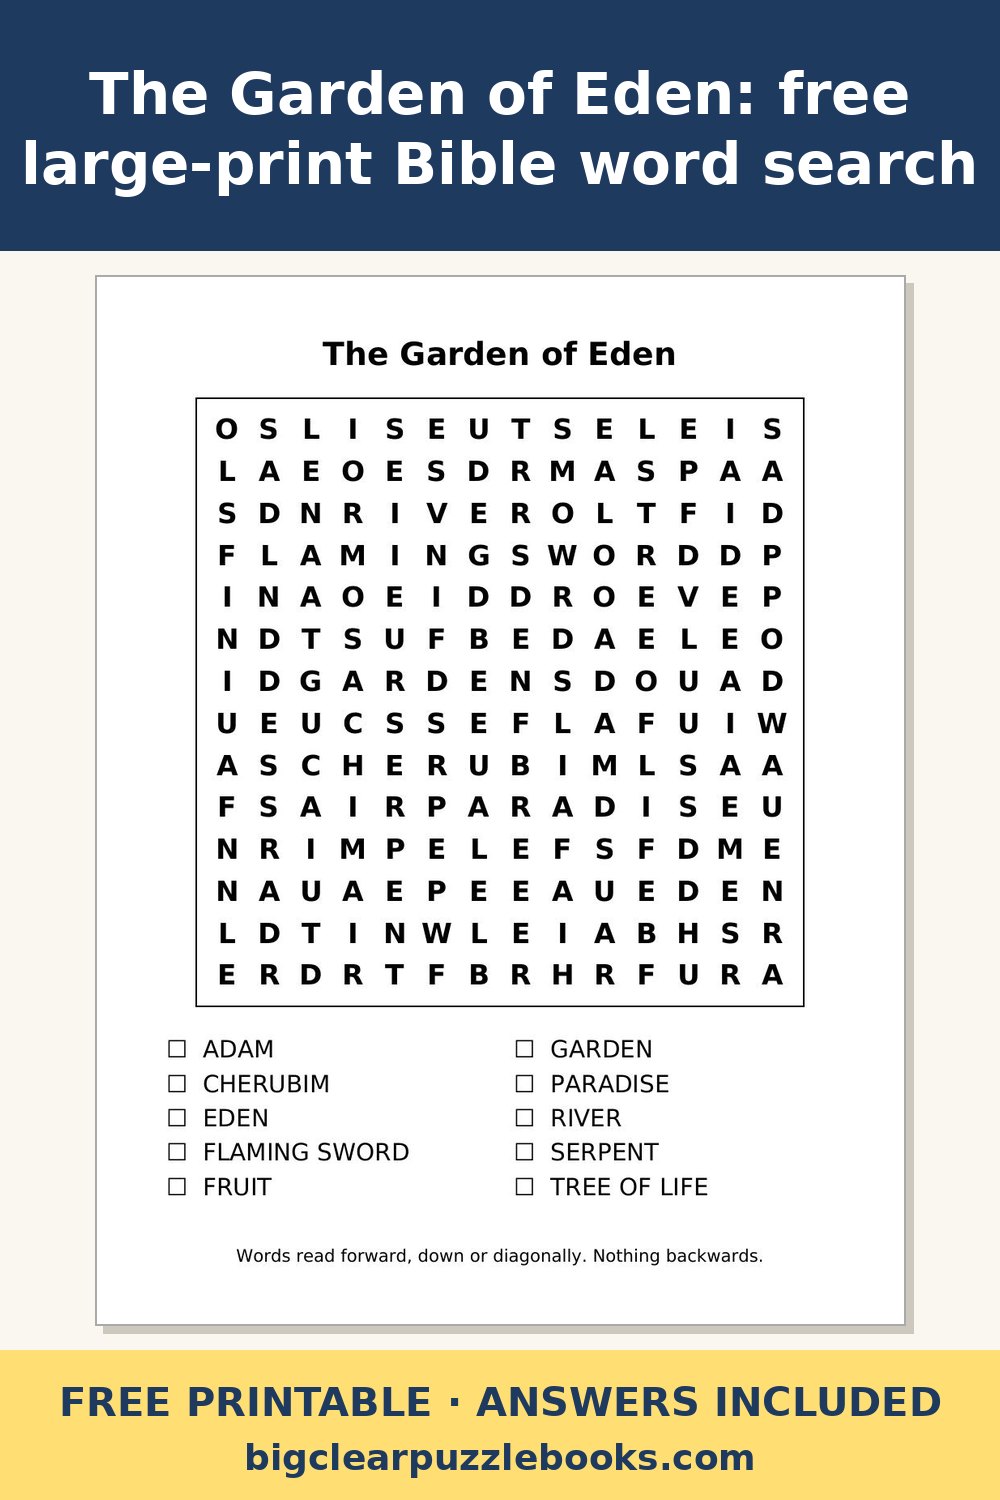 The Garden of Eden: free
large-print Bible word search
The Garden of Eden
O S L I S E U T S E L E I S
L A E O E S D R M A S P A A
S D N R I V E R O L T F I D
F L A M I N G S W O R D D P
I N A O E I D D R O E V E P
N D T S U F B E D A E L E O
I D G A R D E N S D O U A D
U E U C S S E F L A F U I W
A S C H E R U B I M L S A A
F S A I R P A R A D I S E U
N R I M P E L E F S F D M E
N A U A E P E E A U E D E N
L D T I N W L E I A B H S R
E R D R T F B R H R F U R A
☐ ADAM ☐ GARDEN
☐ CHERUBIM ☐ PARADISE
☐ EDEN ☐ RIVER
☐ FLAMING SWORD ☐ SERPENT
☐ FRUIT ☐ TREE OF LIFE
Words read forward, down or diagonally. Nothing backwards.
FREE PRINTABLE · ANSWERS INCLUDED
bigclearpuzzlebooks.com